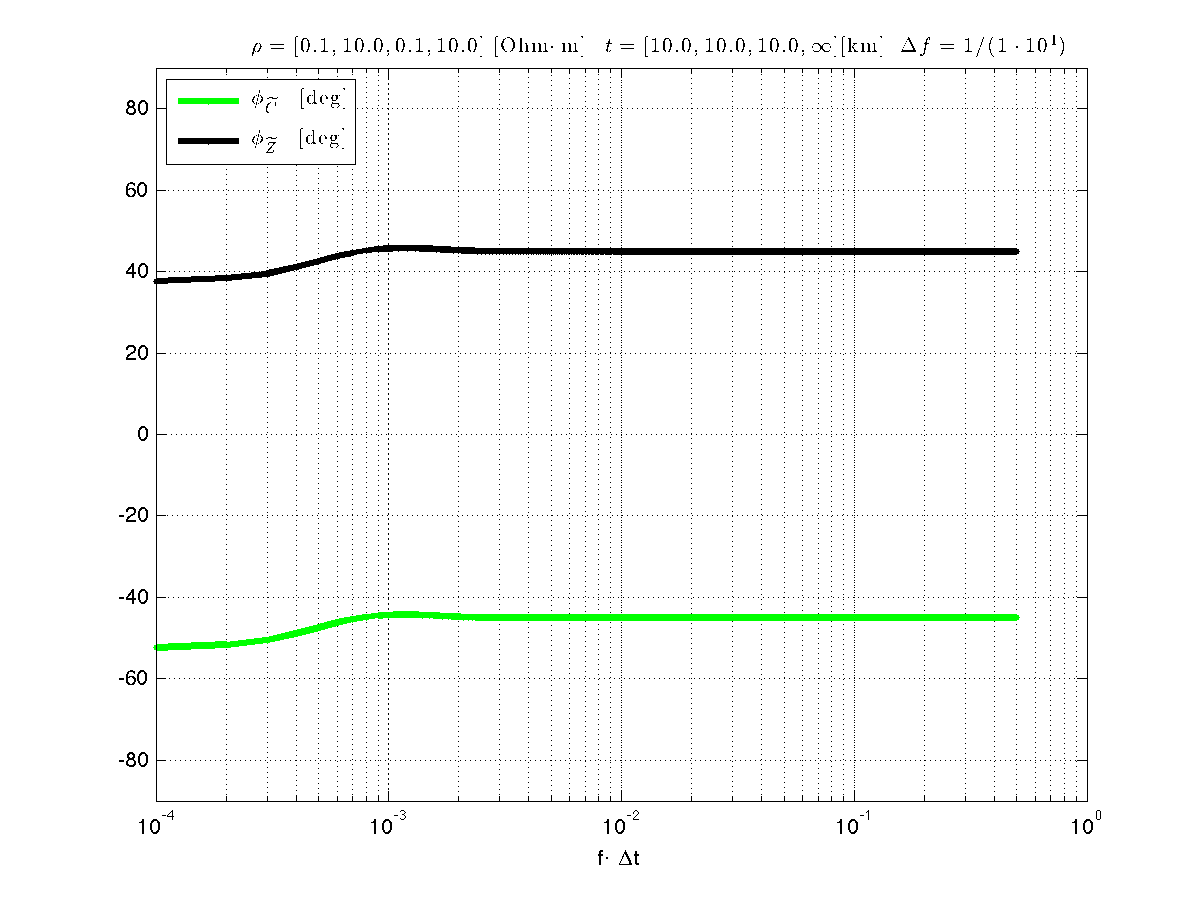 ρ = [0.1, 10.0, 0.1, 10.0] [Ohm· m] t = [10.0, 10.0, 10.0, ∞][km] Δf = 1/(1 · 10¹)
ϕ_C̃ [deg]
ϕ_Z̃ [deg]
80
60
40
20
0
-20
-40
-60
-80
10⁻⁴ 10⁻³ 10⁻² 10⁻¹ 10⁰
f· Δt